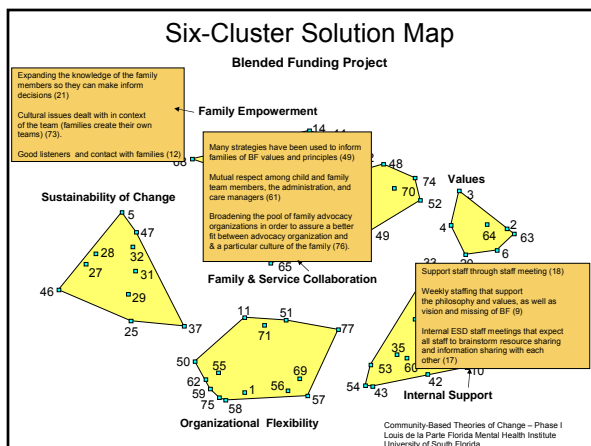 Six-Cluster Solution Map
Blended Funding Project
Expanding the knowledge of the family
members so they can make inform
decisions (21)
Cultural issues dealt with in context
of the team (families create their own
teams) (73).
Good listeners and contact with families (12)
Family Empowerment
14
Many strategies have been used to inform
families of BF values and principles (49)
Mutual respect among child and family
team members, the administration, and
care managers (61)
Broadening the pool of family advocacy
organizations in order to assure a better
fit between advocacy organization and
& a particular culture of the family (76).
48
74
70
52
49
65
Family & Service Collaboration
Values
3
4
2
64
63
6
Sustainability of Change
5
47
28
32
27
31
46
29
25
37
11
51
71
77
50
55
69
62
59
1
56
75
58
57
Organizational Flexibility
Support staff through staff meeting (18)
Weekly staffing that support
the philosophy and values, as well as
vision and missing of BF (9)
Internal ESD staff meetings that expect
all staff to brainstorm resource sharing
and information sharing with each
other (17)
35
53
60
54
43
42
Internal Support
Community-Based Theories of Change – Phase I
Louis de la Parte Florida Mental Health Institute
University of South Florida